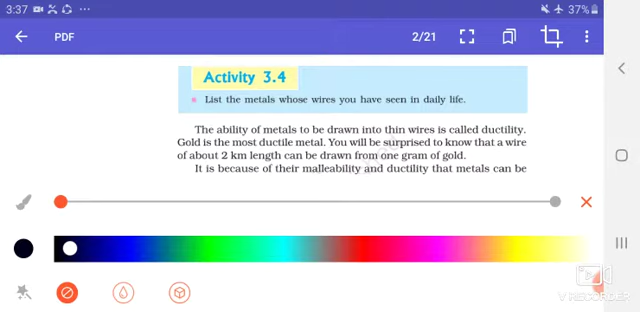 3:37
37%
PDF
2/21
Activity 3.4
List the metals whose wires you have seen in daily life.
The ability of metals to be drawn into thin wires is called ductility.
Gold is the most ductile metal. You will be surprised to know that a wire
of about 2 km length can be drawn from one gram of gold.
It is because of their malleability and ductility that metals can be
V RECORDER